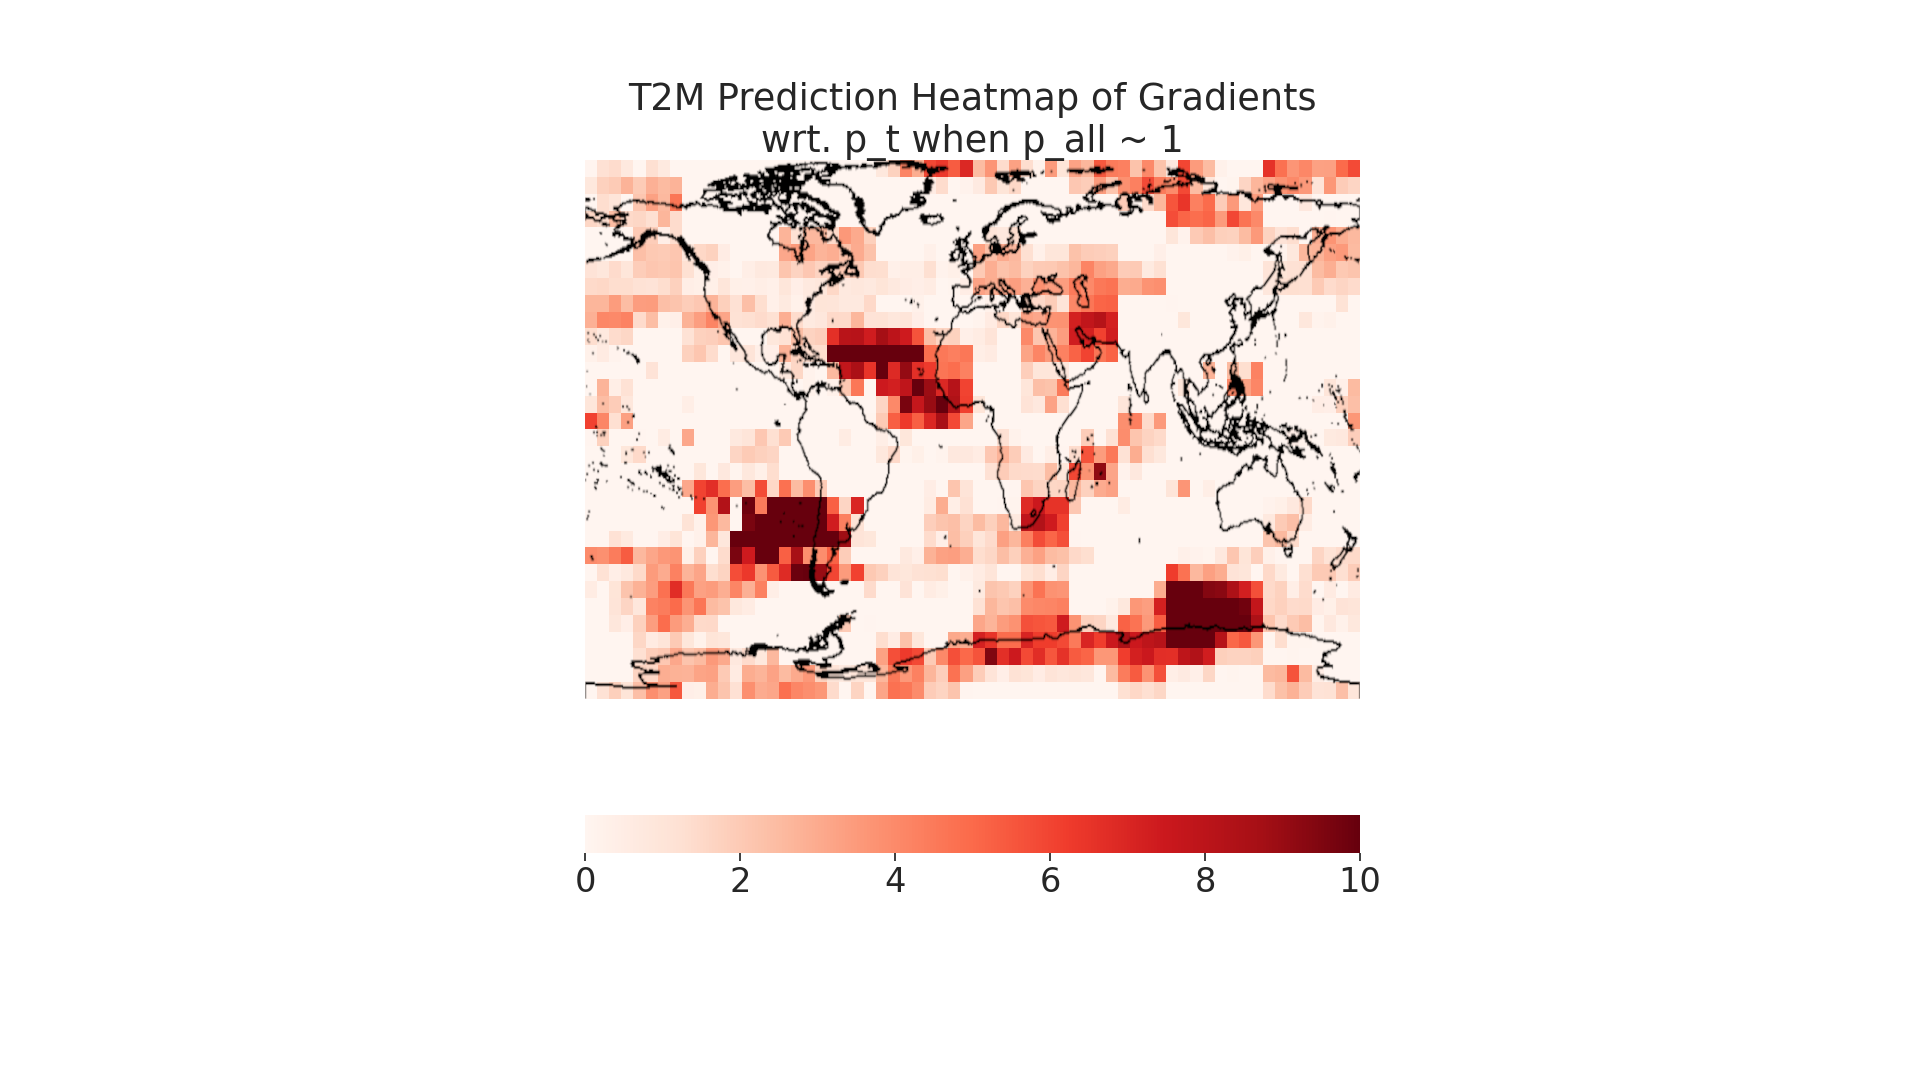 T2M Prediction Heatmap of Gradients
wrt. p_t when p_all ~ 1
0 2 4 6 8 10